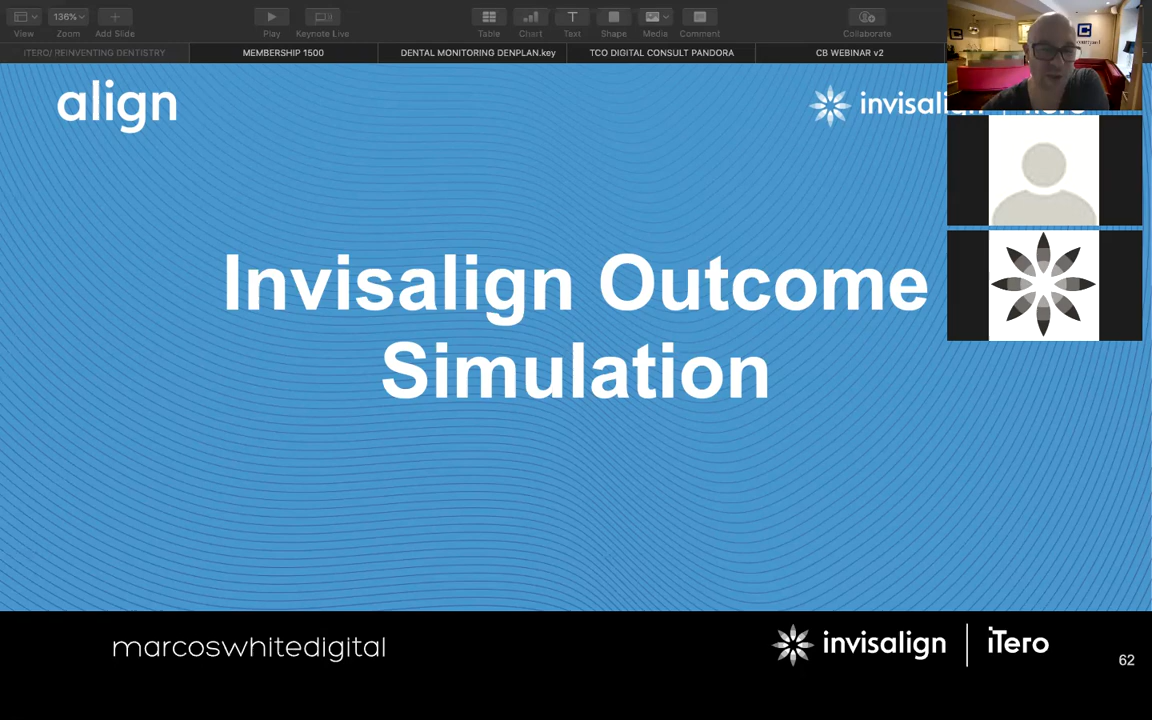 136%
View
Zoom
Add Slide
Play
Keynote Live
Table
Chart
Text
Shape
Media
Comment
Collaborate
ITERO/ REINVENTING DENTISTRY
MEMBERSHIP 1500
DENTAL MONITORING DENPLAN.key
TCO DIGITAL CONSULT PANDORA
CB WEBINAR v2
align
invisalign
Invisalign Outcome
Simulation
marcoswhitedigital
invisalign
iTero
62